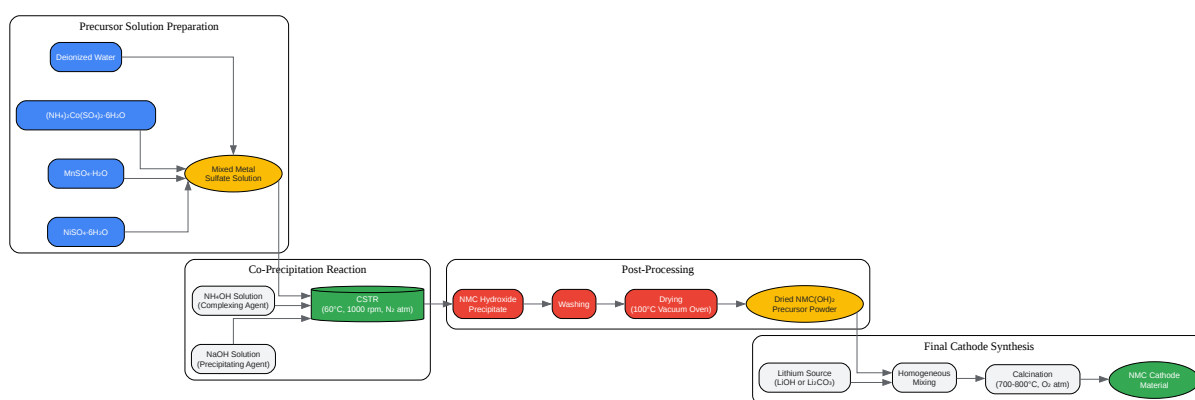 Precursor Solution Preparation
Deionized Water
(NH₄)₂Co(SO₄)₂·6H₂O
MnSO₄·H₂O
NiSO₄·6H₂O
Mixed Metal
Sulfate Solution
Co-Precipitation Reaction
NH₄OH Solution
(Complexing Agent)
NaOH Solution
(Precipitating Agent)
CSTR
(60°C, 1000 rpm, N₂ atm)
Post-Processing
NMC Hydroxide
Precipitate
Washing
Drying
(100°C Vacuum Oven)
Dried NMC(OH)₂
Precursor Powder
Final Cathode Synthesis
Lithium Source
(LiOH or Li₂CO₃)
Homogeneous
Mixing
Calcination
(700-800°C, O₂ atm)
NMC Cathode
Material